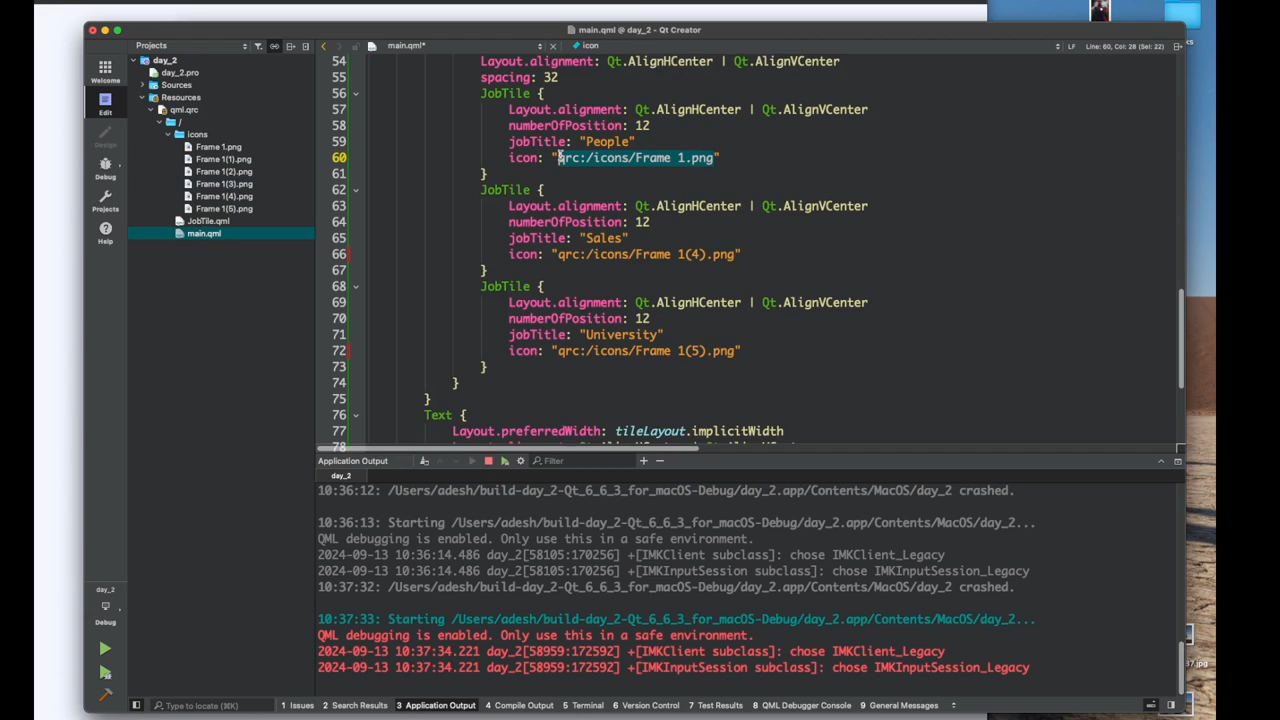 main.qml @ day_2 - Qt Creator
Projects
main.qml*
icon
LF
Line: 60, Col: 28 (Sel: 22)
Welcome
Edit
Design
Debug
Projects
Help
day_2
day_2.pro
Sources
Resources
qml.qrc
/
icons
Frame 1.png
Frame 1(1).png
Frame 1(2).png
Frame 1(3).png
Frame 1(4).png
Frame 1(5).png
JobTile.qml
main.qml
54 Layout.alignment: Qt.AlignHCenter | Qt.AlignVCenter
55 spacing: 32
56 JobTile {
57 Layout.alignment: Qt.AlignHCenter | Qt.AlignVCenter
58 numberOfPosition: 12
59 jobTitle: "People"
60 icon: "qrc:/icons/Frame 1.png"
61 }
62 JobTile {
63 Layout.alignment: Qt.AlignHCenter | Qt.AlignVCenter
64 numberOfPosition: 12
65 jobTitle: "Sales"
66 icon: "qrc:/icons/Frame 1(4).png"
67 }
68 JobTile {
69 Layout.alignment: Qt.AlignHCenter | Qt.AlignVCenter
70 numberOfPosition: 12
71 jobTitle: "University"
72 icon: "qrc:/icons/Frame 1(5).png"
73 }
74 }
75 }
76 Text {
77 Layout.preferredWidth: tileLayout.implicitWidth
78
Application Output
Filter
day_2
10:36:12: /Users/adesh/build-day_2-Qt_6_6_3_for_macOS-Debug/day_2.app/Contents/MacOS/day_2 crashed.
10:36:13: Starting /Users/adesh/build-day_2-Qt_6_6_3_for_macOS-Debug/day_2.app/Contents/MacOS/day_2...
QML debugging is enabled. Only use this in a safe environment.
2024-09-13 10:36:14.486 day_2[58105:170256] +[IMKClient subclass]: chose IMKClient_Legacy
2024-09-13 10:36:14.486 day_2[58105:170256] +[IMKInputSession subclass]: chose IMKInputSession_Legacy
10:37:32: /Users/adesh/build-day_2-Qt_6_6_3_for_macOS-Debug/day_2.app/Contents/MacOS/day_2 crashed.
10:37:33: Starting /Users/adesh/build-day_2-Qt_6_6_3_for_macOS-Debug/day_2.app/Contents/MacOS/day_2...
QML debugging is enabled. Only use this in a safe environment.
2024-09-13 10:37:34.221 day_2[58959:172592] +[IMKClient subclass]: chose IMKClient_Legacy
2024-09-13 10:37:34.221 day_2[58959:172592] +[IMKInputSession subclass]: chose IMKInputSession_Legacy
day_2
Debug
Type to locate (⌘K)
1 Issues
2 Search Results
3 Application Output
4 Compile Output
5 Terminal
6 Version Control
7 Test Results
8 QML Debugger Console
9 General Messages